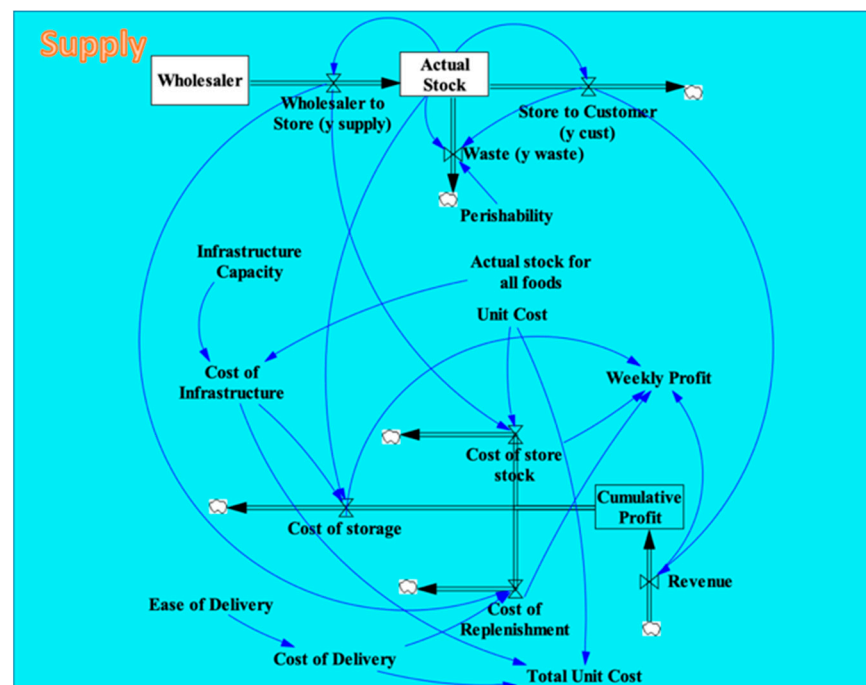 Supply
Wholesaler
Actual
Stock
Wholesaler to
Store (y supply)
Store to Customer
(y cust)
Waste (y waste)
Perishability
Infrastructure
Capacity
Actual stock for
all foods
Unit Cost
Cost of
Infrastructure
Weekly Profit
Cost of store
stock
Cumulative
Profit
Cost of storage
Revenue
Ease of Delivery
Cost of
Replenishment
Cost of Delivery
Total Unit Cost